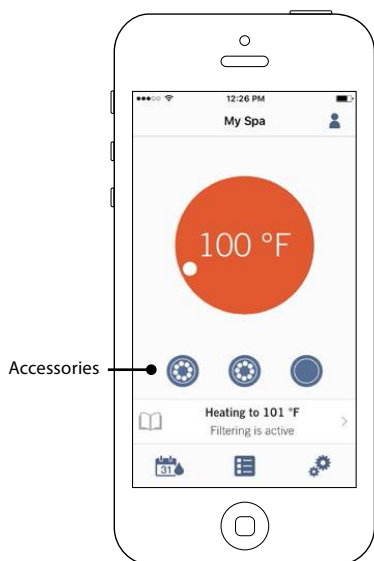 12:26 PM
My Spa
100 °F
Accessories
Heating to 101 °F
Filtering is active
31